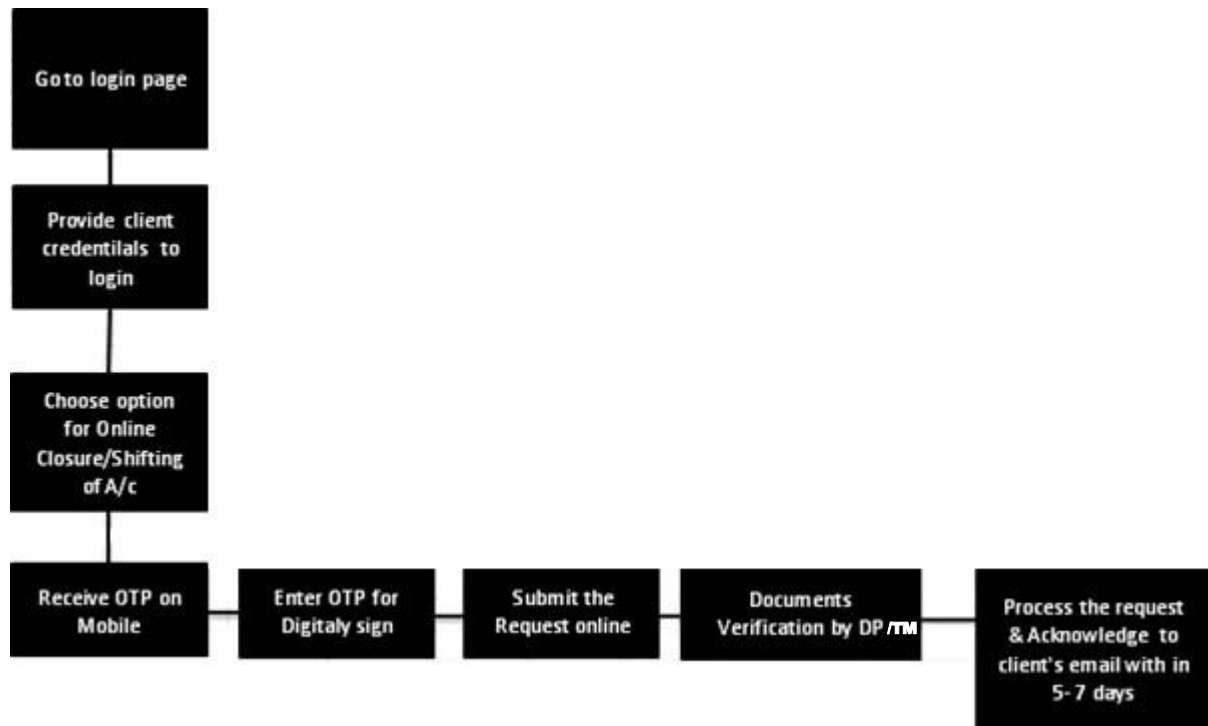 Go to login page
Provide client
credentilals to
login
Choose option
for Online
Closure/Shifting
of A/c
Receive OTP on
Mobile
Enter OTP for
Digitaly sign
Submit the
Request online
Documents
Verification by DP/TM
Process the request
& Acknowledge to
client's email with in
5-7 days